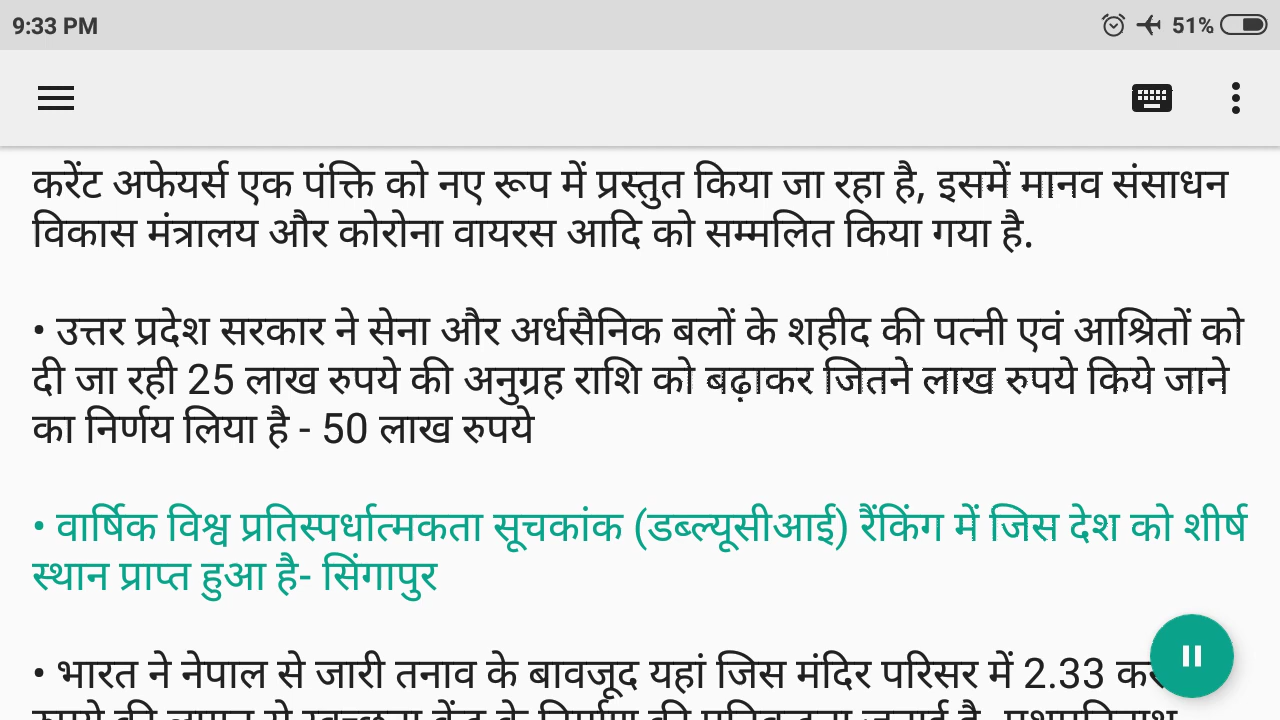 9:33 PM
51%
करेंट अफेयर्स एक पंक्ति को नए रूप में प्रस्तुत किया जा रहा है, इसमें मानव संसाधन
विकास मंत्रालय और कोरोना वायरस आदि को सम्मलित किया गया है.
• उत्तर प्रदेश सरकार ने सेना और अर्धसैनिक बलों के शहीद की पत्नी एवं आश्रितों को
दी जा रही 25 लाख रुपये की अनुग्रह राशि को बढ़ाकर जितने लाख रुपये किये जाने
का निर्णय लिया है - 50 लाख रुपये
• वार्षिक विश्व प्रतिस्पर्धात्मकता सूचकांक (डब्ल्यूसीआई) रैंकिंग में जिस देश को शीर्ष
स्थान प्राप्त हुआ है- सिंगापुर
• भारत ने नेपाल से जारी तनाव के बावजूद यहां जिस मंदिर परिसर में 2.33